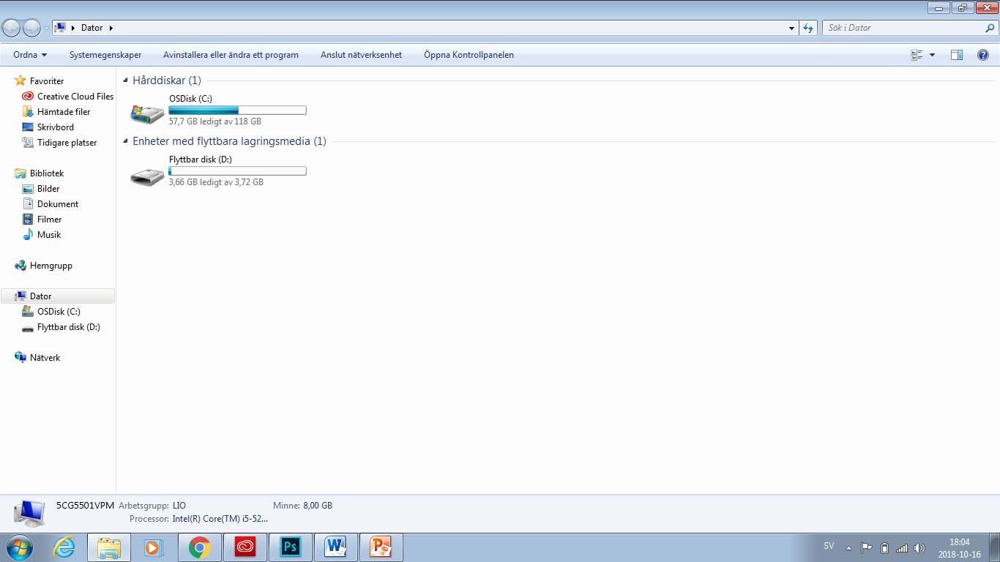 Dator
Sök i Dator
Ordna
Systemegenskaper
Avinstallera eller ändra ett program
Anslut nätverksenhet
Öppna Kontrollpanelen
Favoriter
Creative Cloud Files
Hämtade filer
Skrivbord
Tidigare platser
Bibliotek
Bilder
Dokument
Filmer
Musik
Hemgrupp
Dator
OSDisk (C:)
Flyttbar disk (D:)
Nätverk
Hårddiskar (1)
OSDisk (C:)
57,7 GB ledigt av 118 GB
Enheter med flyttbara lagringsmedia (1)
Flyttbar disk (D:)
3,66 GB ledigt av 3,72 GB
5CG5501VPM Arbetsgrupp: LIO Minne: 8,00 GB
Processor: Intel(R) Core(TM) i5-52...
Ps
W
P
SV
18:04
2018-10-16